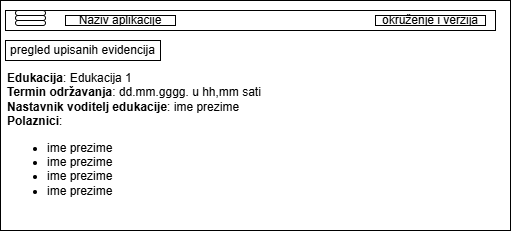 Naziv aplikacije okruženje i verzija
pregled upisanih evidencija
Edukacija: Edukacija 1
Termin održavanja: dd.mm.gggg. u hh,mm sati
Nastavnik voditelj edukacije: ime prezime
Polaznici:
• ime prezime
• ime prezime
• ime prezime
• ime prezime